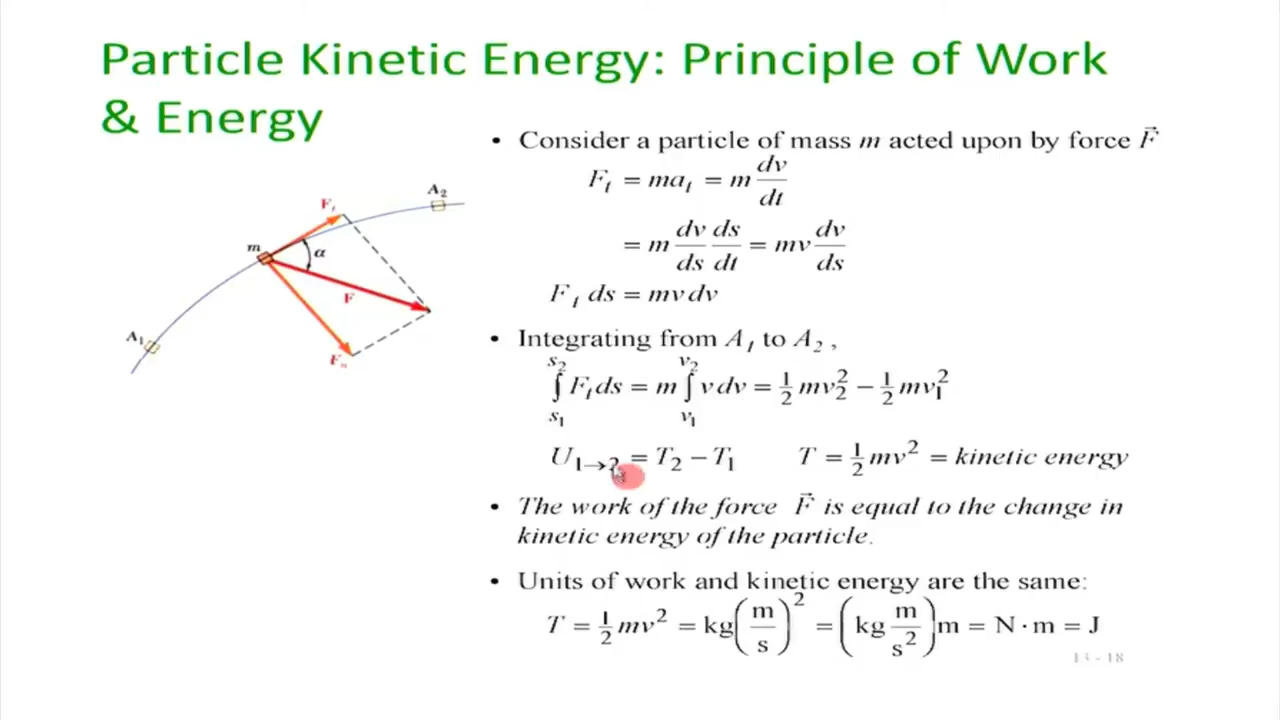 Particle Kinetic Energy: Principle of Work
& Energy
• Consider a particle of mass m acted upon by force F⃗
F_t = ma_t = m dv/dt
= m dv/ds ds/dt = mv dv/ds
F_t ds = mv dv
• Integrating from A_1 to A_2 ,
∫_{s_1}^{s_2} F_t ds = m ∫_{v_1}^{v_2} v dv = ½ mv_2^2 − ½ mv_1^2
U_{1→2} = T_2 − T_1 T = ½ mv^2 = kinetic energy
• The work of the force F⃗ is equal to the change in
kinetic energy of the particle.
• Units of work and kinetic energy are the same:
T = ½ mv^2 = kg(m/s)^2 = (kg m/s^2)m = N·m = J
A_2
F_t
m
α
F
A_1
F_n
13 - 18